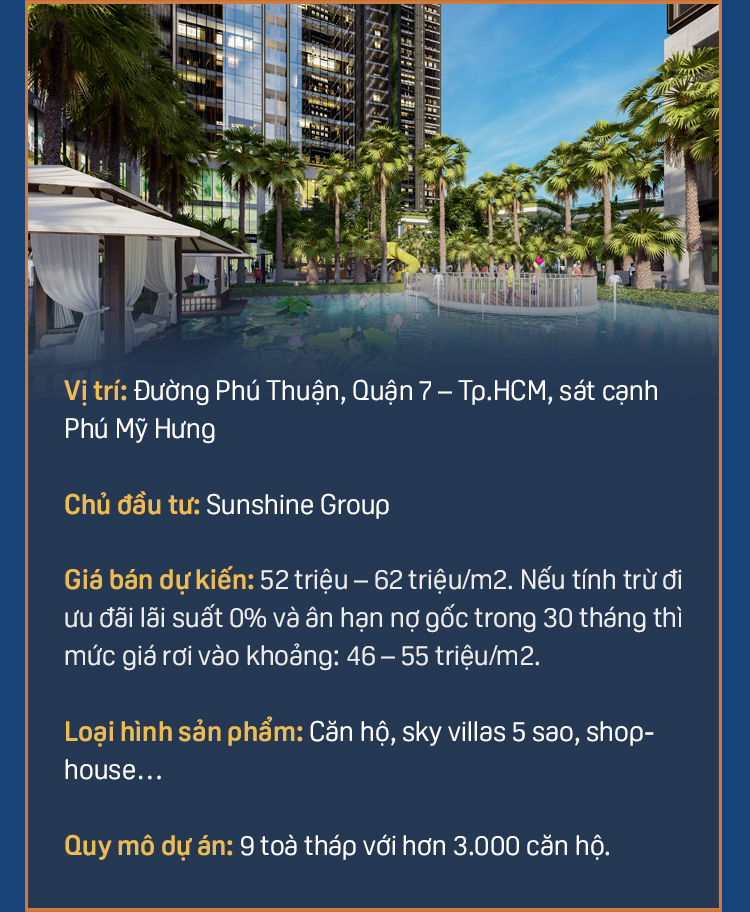 Vị trí: Đường Phú Thuận, Quận 7 – Tp.HCM, sát cạnh
Phú Mỹ Hưng
Chủ đầu tư: Sunshine Group
Giá bán dự kiến: 52 triệu – 62 triệu/m2. Nếu tính trừ đi
ưu đãi lãi suất 0% và ân hạn nợ gốc trong 30 tháng thì
mức giá rơi vào khoảng: 46 – 55 triệu/m2.
Loại hình sản phẩm: Căn hộ, sky villas 5 sao, shop-
house...
Quy mô dự án: 9 toà tháp với hơn 3.000 căn hộ.